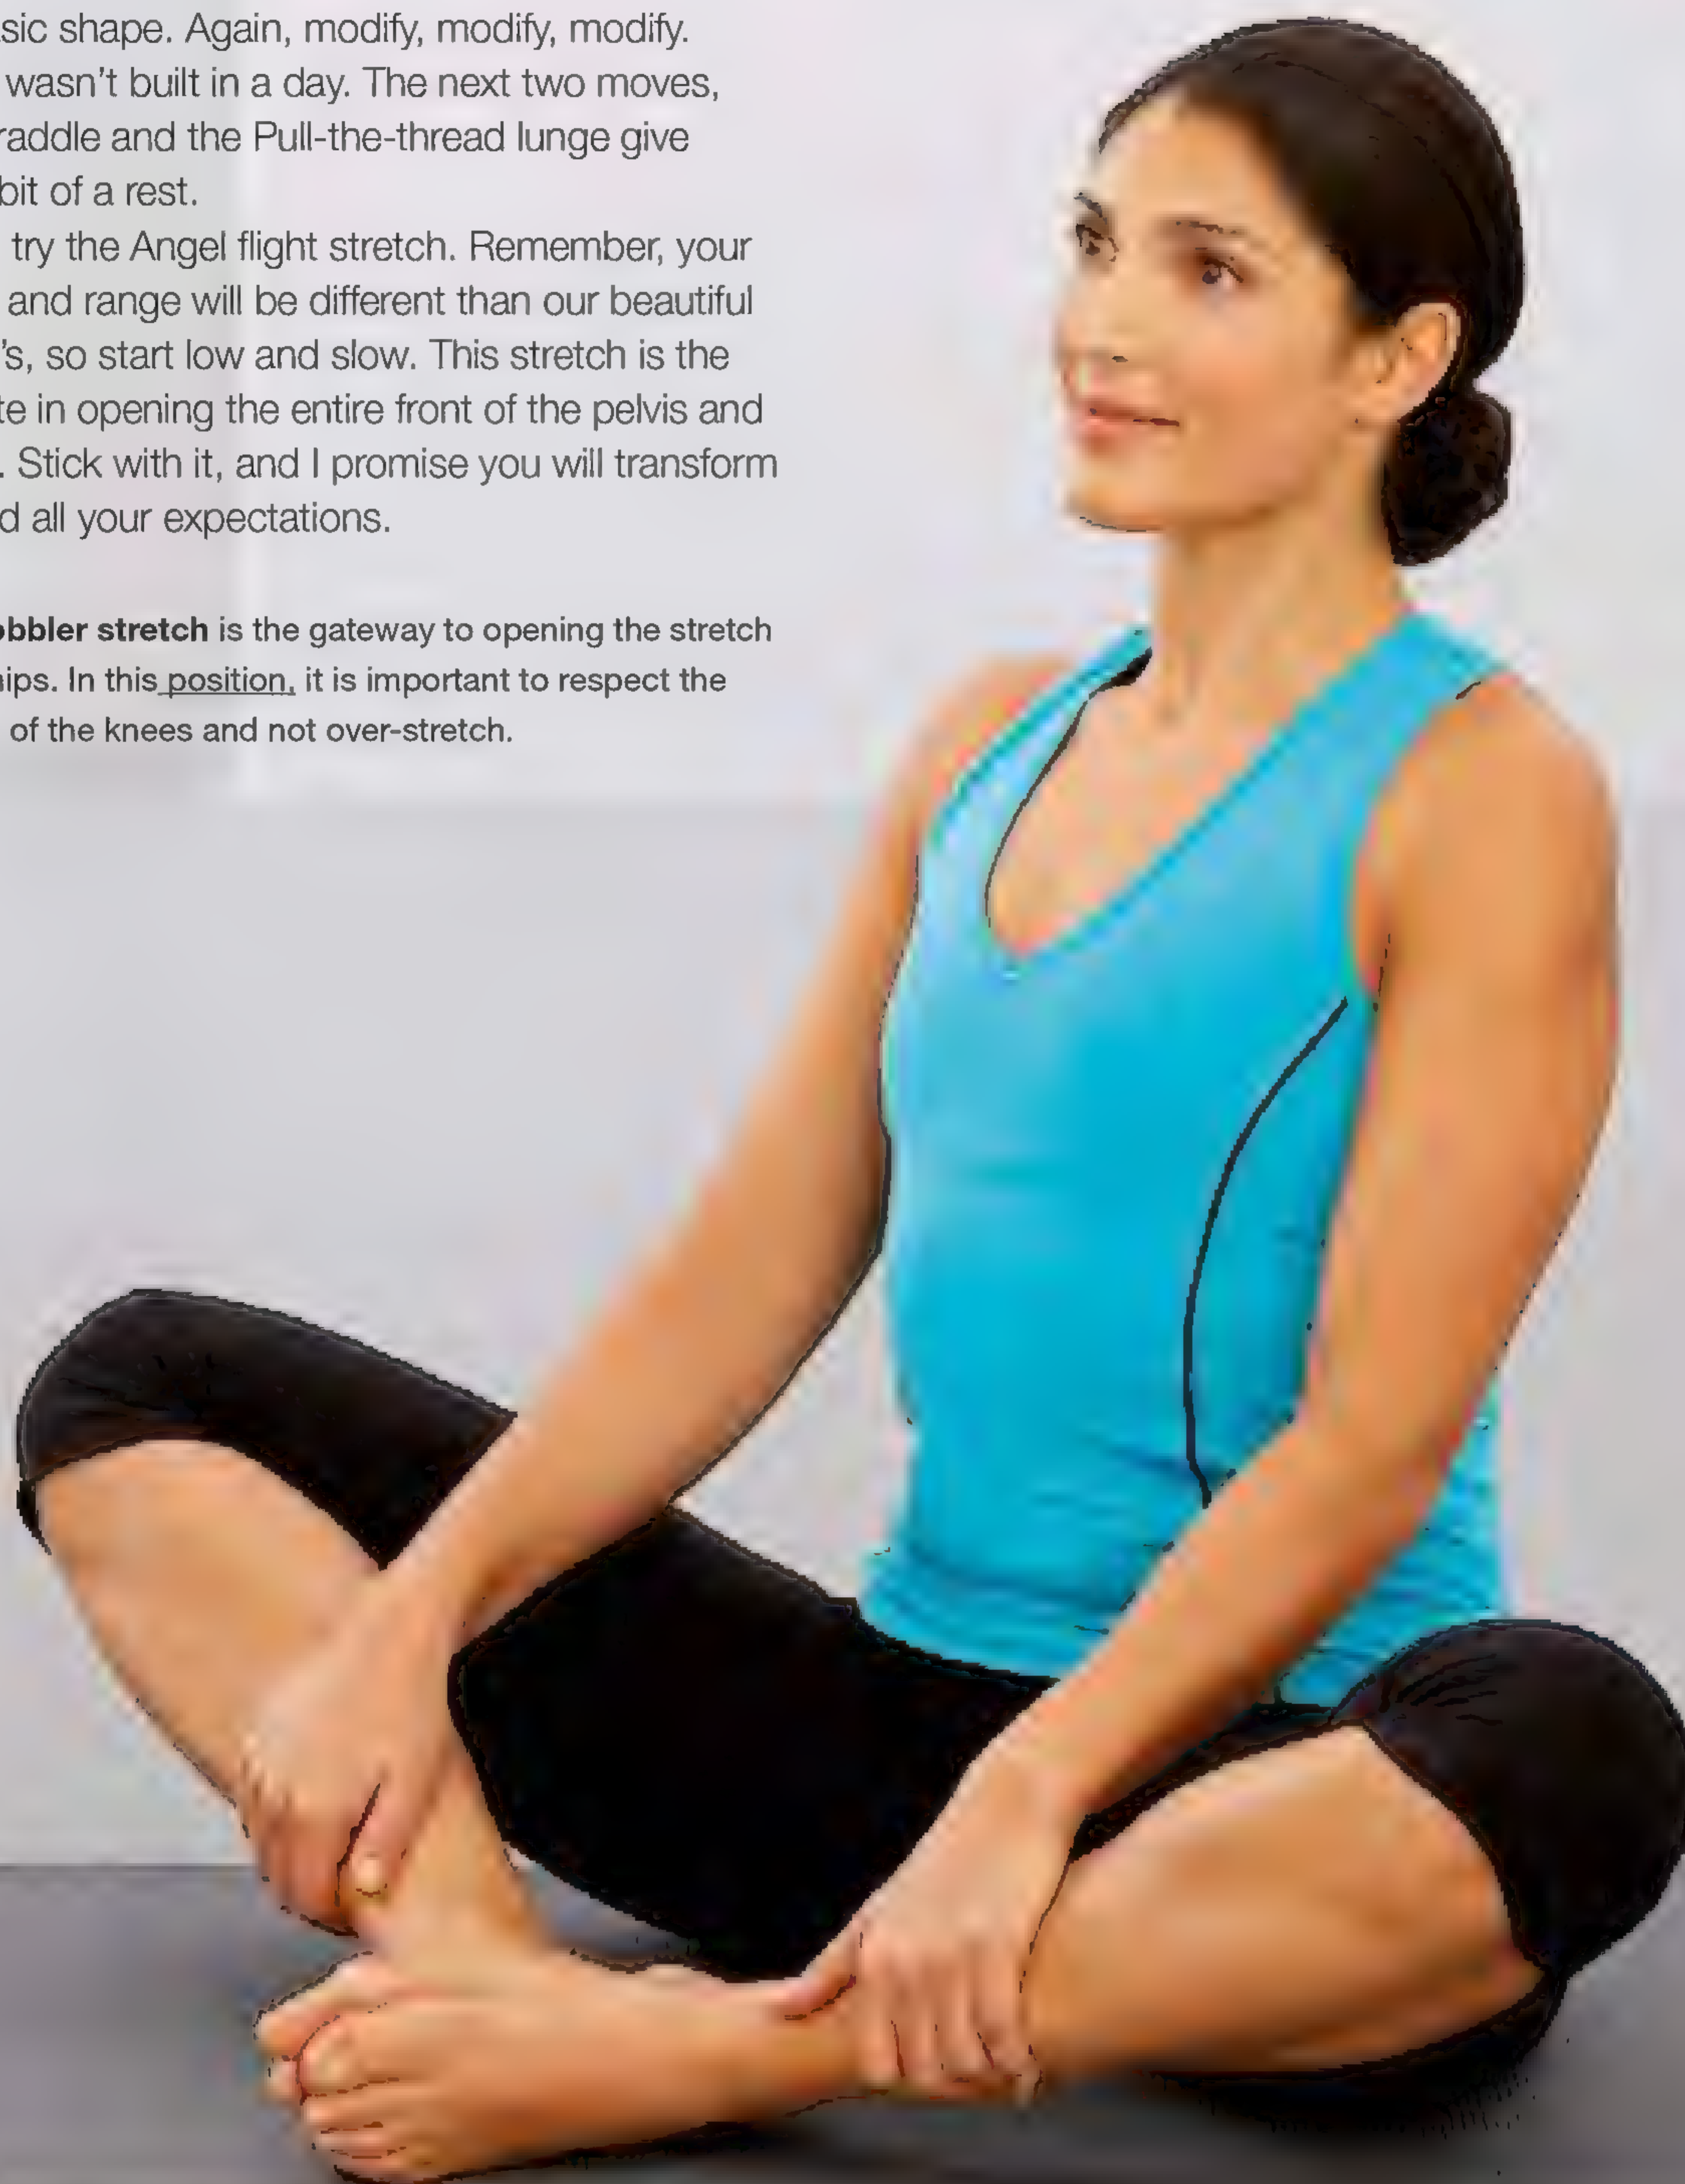 sic shape. Again, modify, modify, modify.
wasn't built in a day. The next two moves,
raddle and the Pull-the-thread lunge give
bit of a rest.
try the Angel flight stretch. Remember, your
and range will be different than our beautiful
's, so start low and slow. This stretch is the
te in opening the entire front of the pelvis and
. Stick with it, and I promise you will transform
d all your expectations.
obbler stretch is the gateway to opening the stretch
hips. In this position, it is important to respect the
of the knees and not over-stretch.